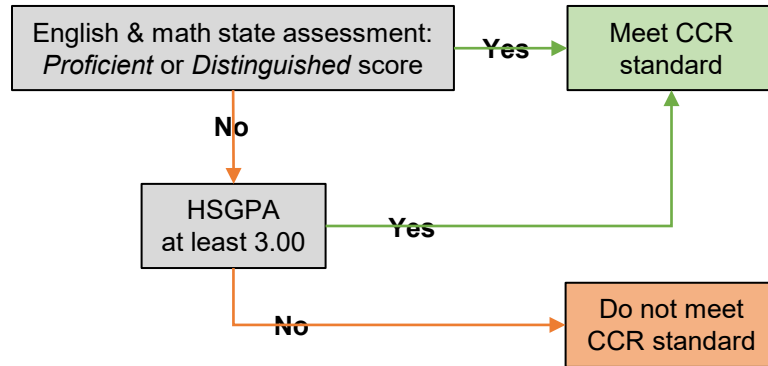 English & math state assessment:
Proficient or Distinguished score
Yes
Meet CCR
standard
No
HSGPA
at least 3.00
Yes
No
Do not meet
CCR standard